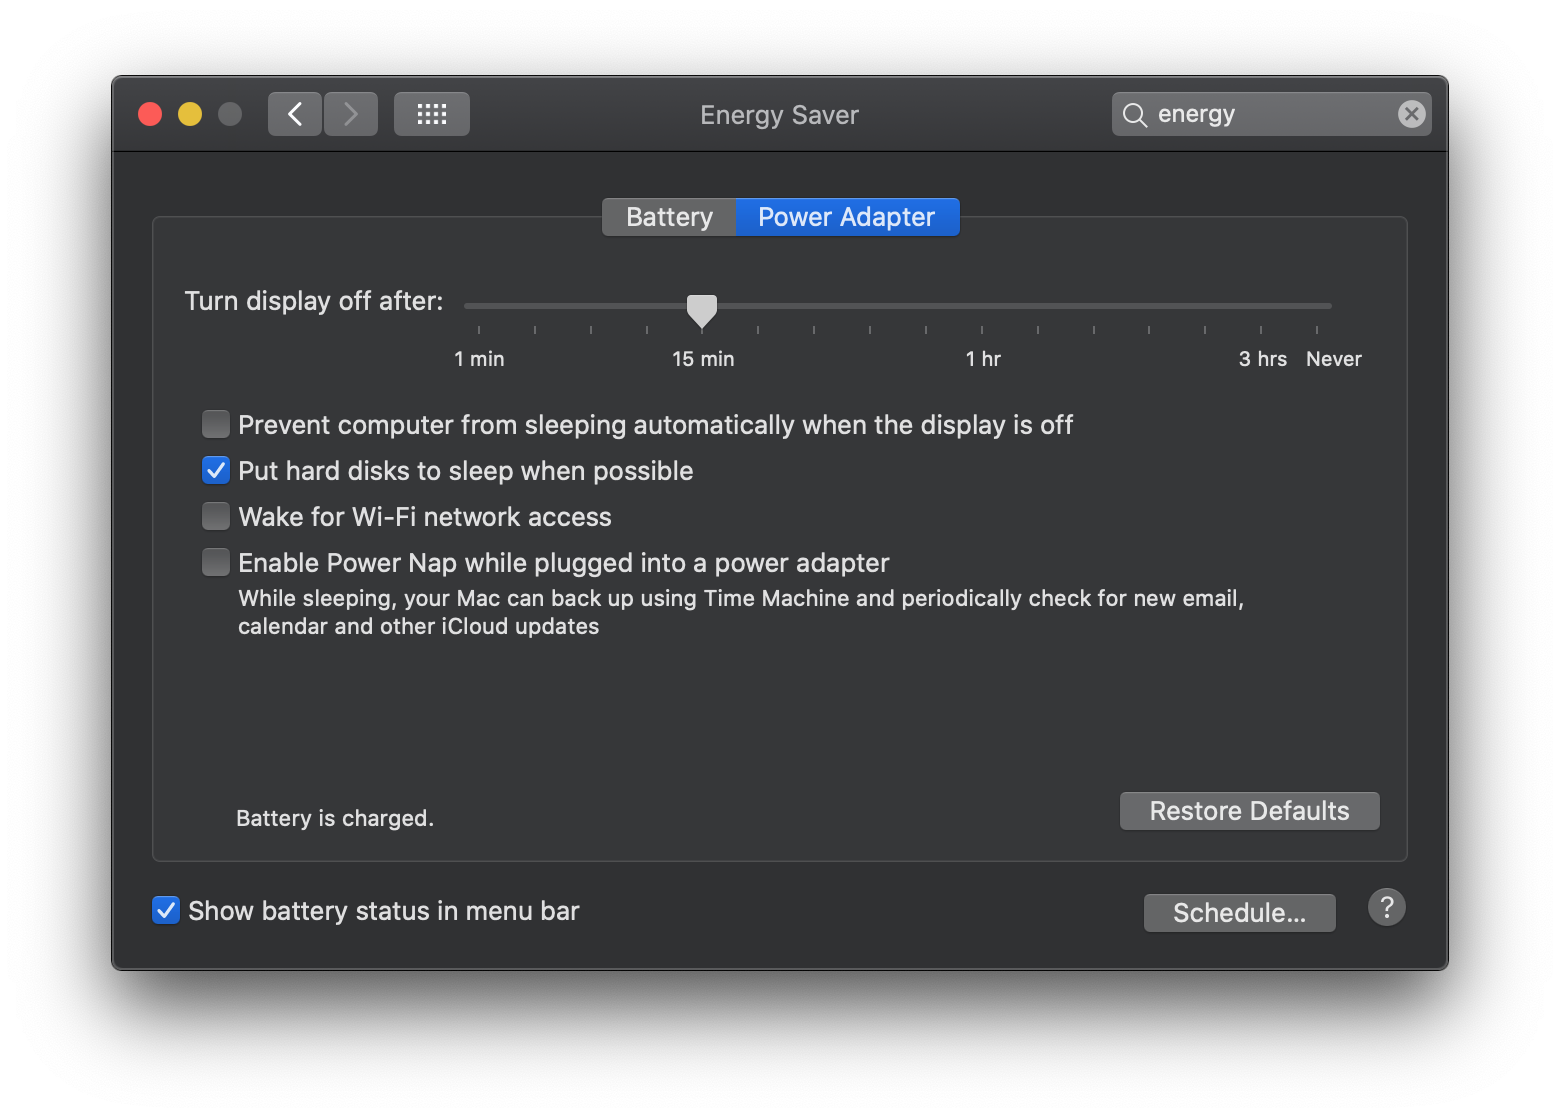 Energy Saver
energy
Battery
Power Adapter
Turn display off after:
1 min
15 min
1 hr
3 hrs
Never
Prevent computer from sleeping automatically when the display is off
Put hard disks to sleep when possible
Wake for Wi-Fi network access
Enable Power Nap while plugged into a power adapter
While sleeping, your Mac can back up using Time Machine and periodically check for new email,
calendar and other iCloud updates
Battery is charged.
Restore Defaults
Show battery status in menu bar
Schedule...
?